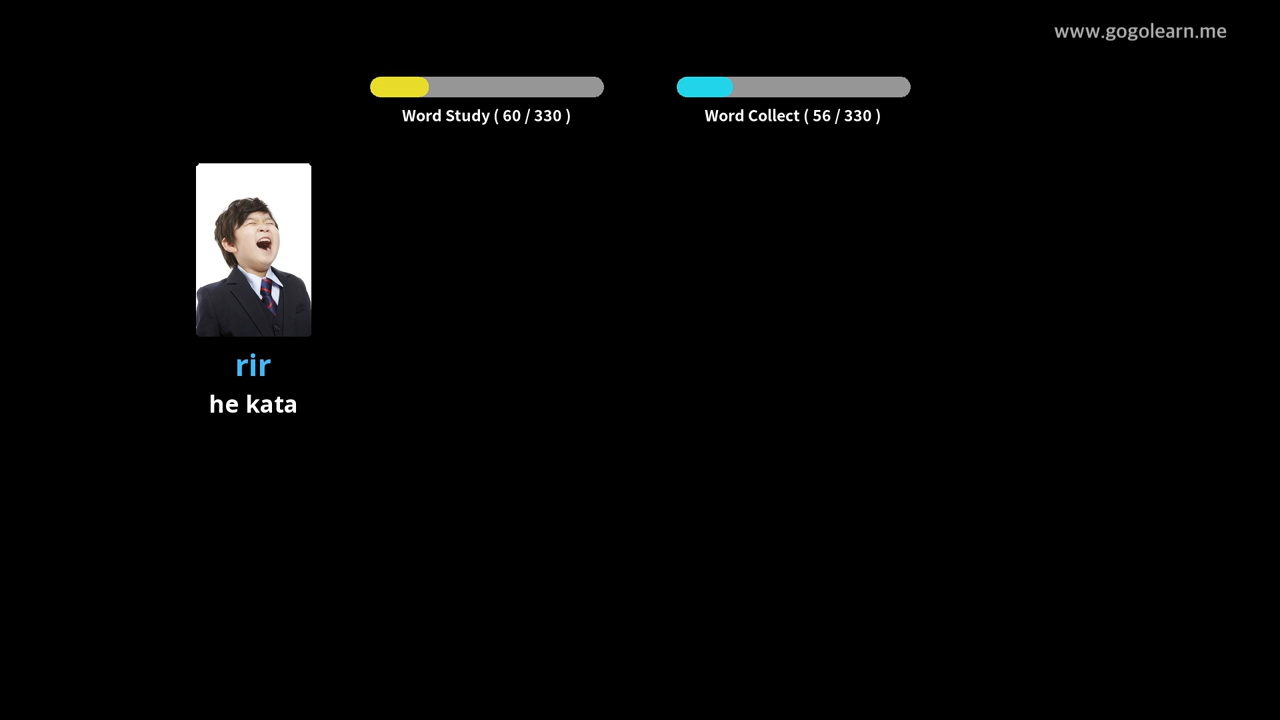 www.gogolearn.me
Word Study ( 60 / 330 )
Word Collect ( 56 / 330 )
rir
he kata